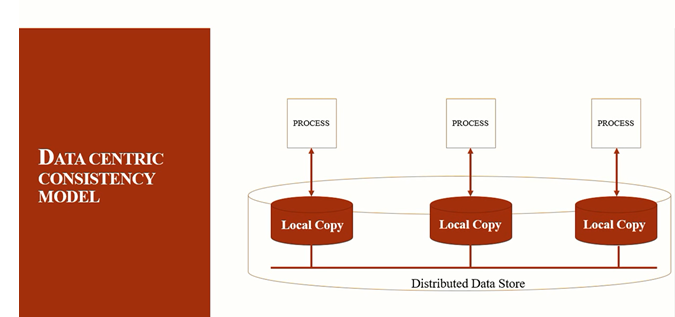 DATA CENTRIC
CONSISTENCY
MODEL
PROCESS
PROCESS
PROCESS
Local Copy
Local Copy
Local Copy
Distributed Data Store